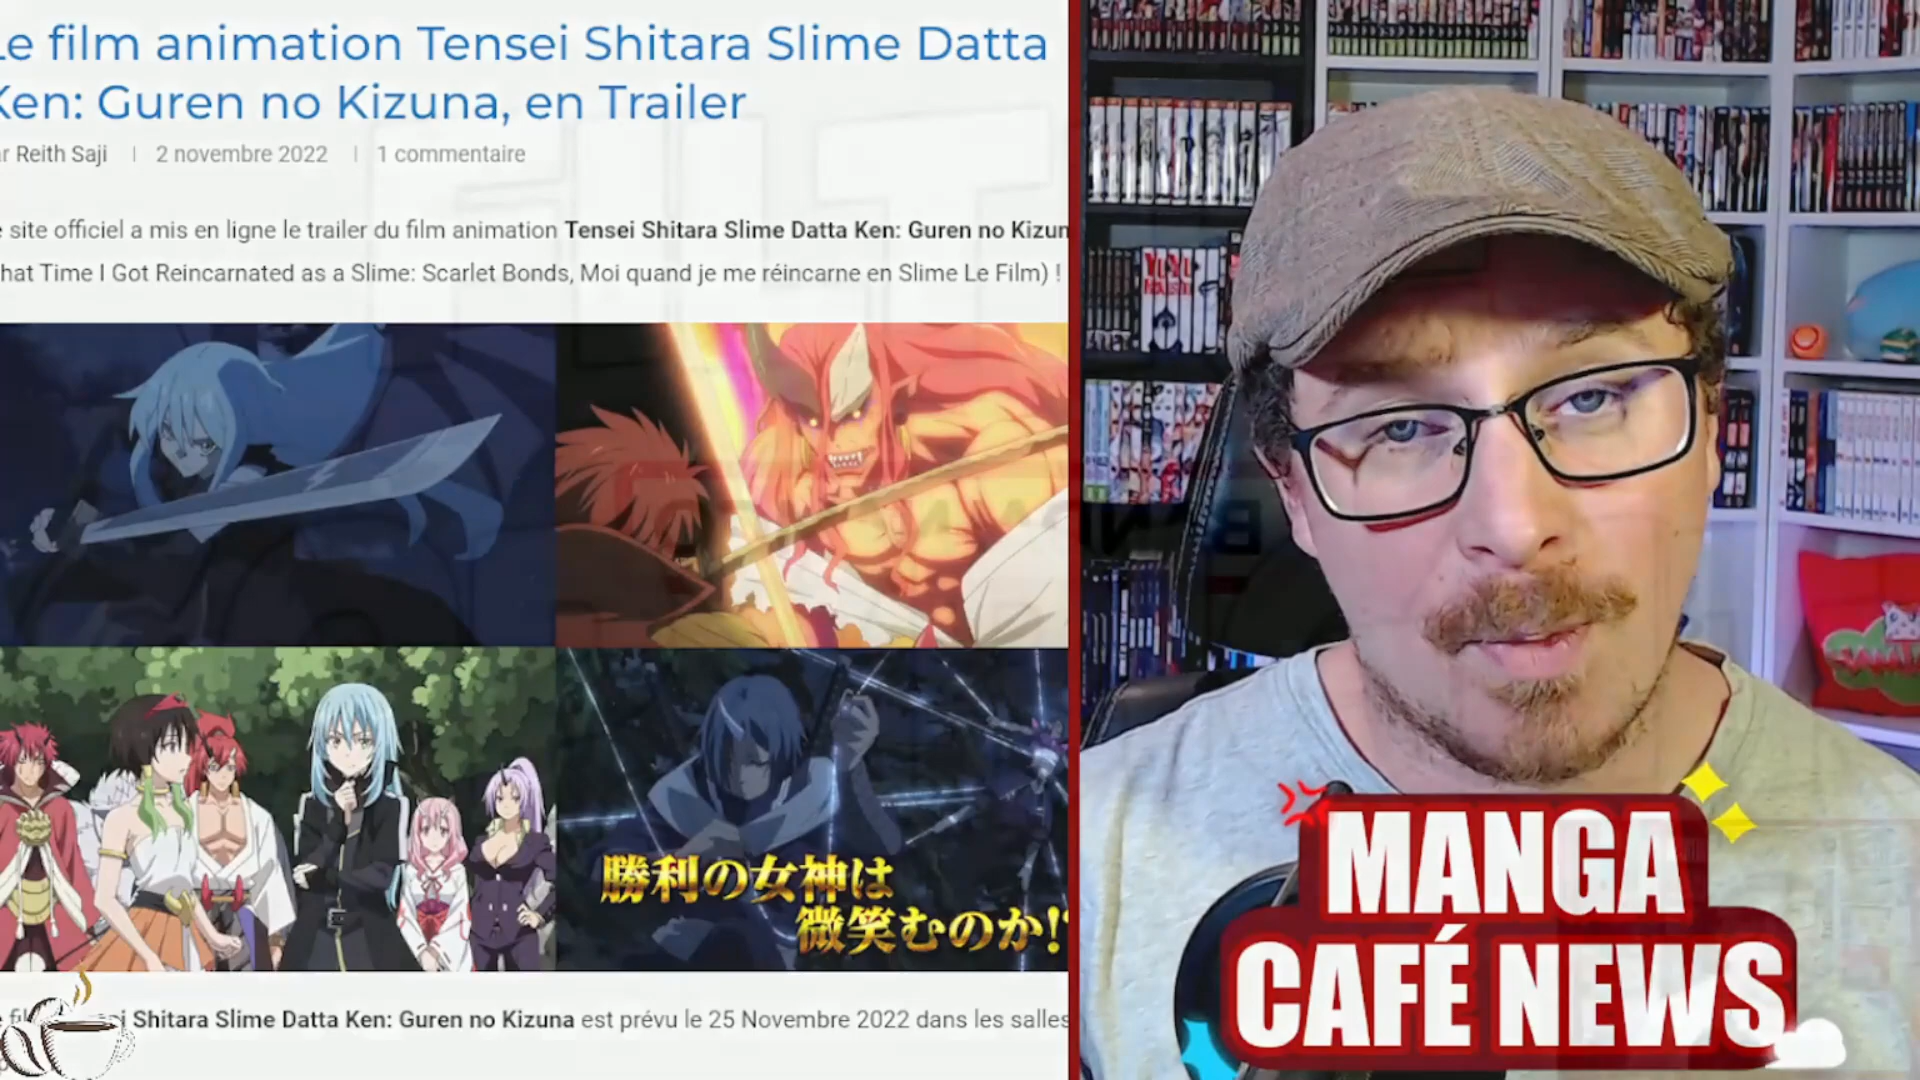 Le film animation Tensei Shitara Slime Datta
Ken: Guren no Kizuna, en Trailer
Reith Saji | 2 novembre 2022 | 1 commentaire
site officiel a mis en ligne le trailer du film animation Tensei Shitara Slime Datta Ken: Guren no Kizun
hat Time I Got Reincarnated as a Slime: Scarlet Bonds, Moi quand je me réincarne en Slime Le Film) !
勝利の女神は
微笑むのか!?
Shitara Slime Datta Ken: Guren no Kizuna est prévu le 25 Novembre 2022 dans les salles
YUYU
MANGA
CAFÉ NEWS